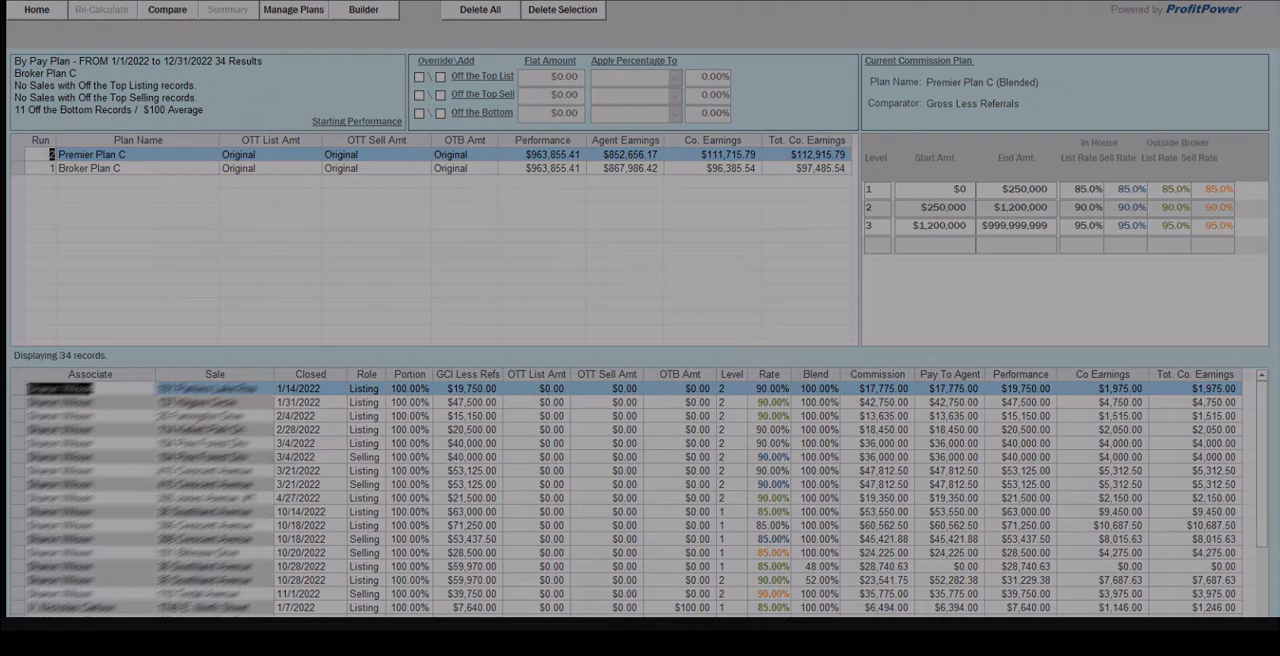 Home Re-Calculate Compare Summary Manage Plans Builder Delete All Delete Selection Powered by ProfitPower
By Pay Plan - FROM 1/1/2022 to 12/31/2022 34 Results
Broker Plan C
No Sales with Off the Top Listing records.
No Sales with Off the Top Selling records.
11 Off the Bottom Records / $100 Average
Starting Performance
Override\Add Flat Amount Apply Percentage To
\ Off the Top List $0.00 0.00%
\ Off the Top Sell $0.00 0.00%
\ Off the Bottom $0.00 0.00%
Current Commission Plan
Plan Name: Premier Plan C (Blended)
Comparator: Gross Less Referrals
Run Plan Name OTT List Amt OTT Sell Amt OTB Amt Performance Agent Earnings Co. Earnings Tot. Co. Earnings
2 Premier Plan C Original Original Original $963,855.41 $852,656.17 $111,715.79 $112,915.79
1 Broker Plan C Original Original Original $963,855.41 $867,986.42 $96,385.54 $97,485.54
In House Outside Broker
Level Start Amt. End Amt. List Rate Sell Rate List Rate Sell Rate
1 $0 $250,000 85.0% 85.0% 85.0% 85.0%
2 $250,000 $1,200,000 90.0% 90.0% 90.0% 90.0%
3 $1,200,000 $999,999,999 95.0% 95.0% 95.0% 95.0%
Displaying 34 records.
Associate Sale Closed Role Portion GCI Less Refs OTT List Amt OTT Sell Amt OTB Amt Level Rate Blend Commission Pay To Agent Performance Co Earnings Tot. Co. Earnings
1/14/2022 Listing 100.00% $19,750.00 $0.00 $0.00 $0.00 2 90.00% 100.00% $17,775.00 $17,775.00 $19,750.00 $1,975.00 $1,975.00
1/31/2022 Listing 100.00% $47,500.00 $0.00 $0.00 $0.00 2 90.00% 100.00% $42,750.00 $42,750.00 $47,500.00 $4,750.00 $4,750.00
2/4/2022 Listing 100.00% $15,150.00 $0.00 $0.00 $0.00 2 90.00% 100.00% $13,635.00 $13,635.00 $15,150.00 $1,515.00 $1,515.00
2/28/2022 Listing 100.00% $20,500.00 $0.00 $0.00 $0.00 2 90.00% 100.00% $18,450.00 $18,450.00 $20,500.00 $2,050.00 $2,050.00
3/4/2022 Listing 100.00% $40,000.00 $0.00 $0.00 $0.00 2 90.00% 100.00% $36,000.00 $36,000.00 $40,000.00 $4,000.00 $4,000.00
3/4/2022 Selling 100.00% $40,000.00 $0.00 $0.00 $0.00 2 90.00% 100.00% $36,000.00 $36,000.00 $40,000.00 $4,000.00 $4,000.00
3/21/2022 Listing 100.00% $53,125.00 $0.00 $0.00 $0.00 2 90.00% 100.00% $47,812.50 $47,812.50 $53,125.00 $5,312.50 $5,312.50
3/21/2022 Selling 100.00% $53,125.00 $0.00 $0.00 $0.00 2 90.00% 100.00% $47,812.50 $47,812.50 $53,125.00 $5,312.50 $5,312.50
4/27/2022 Listing 100.00% $21,500.00 $0.00 $0.00 $0.00 2 90.00% 100.00% $19,350.00 $19,350.00 $21,500.00 $2,150.00 $2,150.00
10/14/2022 Listing 100.00% $63,000.00 $0.00 $0.00 $0.00 1 85.00% 100.00% $53,550.00 $53,550.00 $63,000.00 $9,450.00 $9,450.00
10/18/2022 Listing 100.00% $71,250.00 $0.00 $0.00 $0.00 1 85.00% 100.00% $60,562.50 $60,562.50 $71,250.00 $10,687.50 $10,687.50
10/18/2022 Selling 100.00% $53,437.50 $0.00 $0.00 $0.00 1 85.00% 100.00% $45,421.88 $45,421.88 $53,437.50 $8,015.63 $8,015.63
10/20/2022 Selling 100.00% $28,500.00 $0.00 $0.00 $0.00 1 85.00% 100.00% $24,225.00 $24,225.00 $28,500.00 $4,275.00 $4,275.00
10/28/2022 Listing 100.00% $59,970.00 $0.00 $0.00 $0.00 1 85.00% 48.00% $28,740.63 $0.00 $28,740.63 $0.00 $0.00
10/28/2022 Listing 100.00% $59,970.00 $0.00 $0.00 $0.00 2 90.00% 52.00% $23,541.75 $52,282.38 $31,229.38 $7,687.63 $7,687.63
11/1/2022 Selling 100.00% $39,750.00 $0.00 $0.00 $0.00 2 90.00% 100.00% $35,775.00 $35,775.00 $39,750.00 $3,975.00 $3,975.00
1/7/2022 Listing 100.00% $7,640.00 $0.00 $0.00 $100.00 1 85.00% 100.00% $6,494.00 $6,394.00 $7,640.00 $1,146.00 $1,246.00